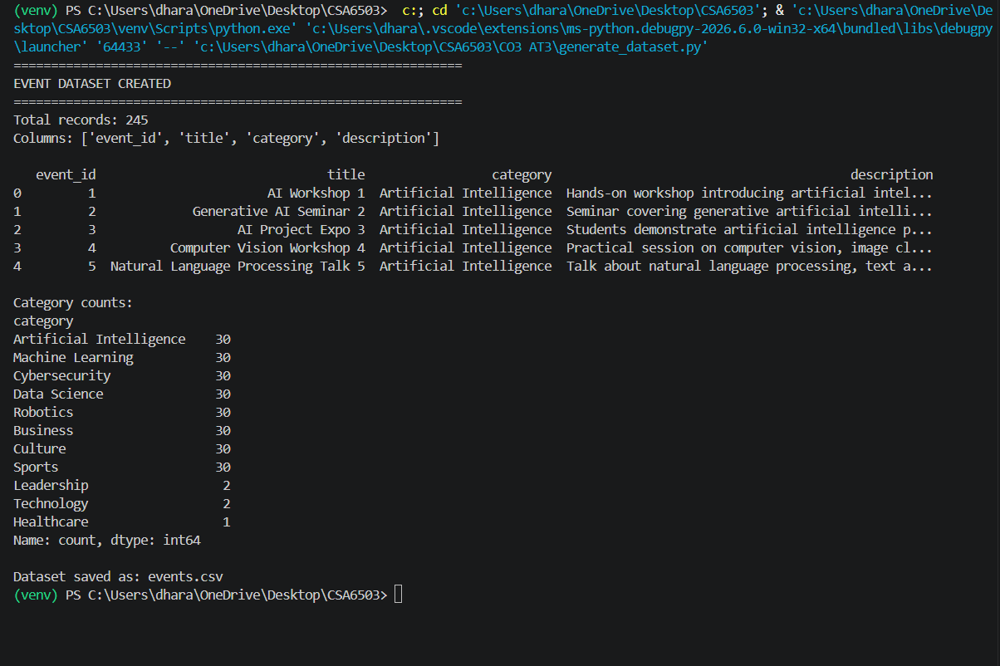 (venv) PS C:\Users\dhara\OneDrive\Desktop\CSA6503>  c:; cd 'c:\Users\dhara\OneDrive\Desktop\CSA6503'; & 'c:\Users\dhara\OneDrive\De
sktop\CSA6503\venv\Scripts\python.exe' 'c:\Users\dhara\.vscode\extensions\ms-python.debugpy-2026.6.0-win32-x64\bundled\libs\debugpy
\launcher' '64433' '--' 'c:\Users\dhara\OneDrive\Desktop\CSA6503\CO3 AT3\generate_dataset.py'
============================================================
EVENT DATASET CREATED
============================================================
Total records: 245
Columns: ['event_id', 'title', 'category', 'description']
   event_id                               title                 category                                        description
0         1                       AI Workshop 1  Artificial Intelligence  Hands-on workshop introducing artificial intel...
1         2             Generative AI Seminar 2  Artificial Intelligence  Seminar covering generative artificial intelli...
2         3                   AI Project Expo 3  Artificial Intelligence  Students demonstrate artificial intelligence p...
3         4          Computer Vision Workshop 4  Artificial Intelligence  Practical session on computer vision, image cl...
4         5  Natural Language Processing Talk 5  Artificial Intelligence  Talk about natural language processing, text a...
Category counts:
category
Artificial Intelligence    30
Machine Learning           30
Cybersecurity              30
Data Science               30
Robotics                   30
Business                   30
Culture                    30
Sports                     30
Leadership                  2
Technology                  2
Healthcare                  1
Name: count, dtype: int64
Dataset saved as: events.csv
(venv) PS C:\Users\dhara\OneDrive\Desktop\CSA6503>